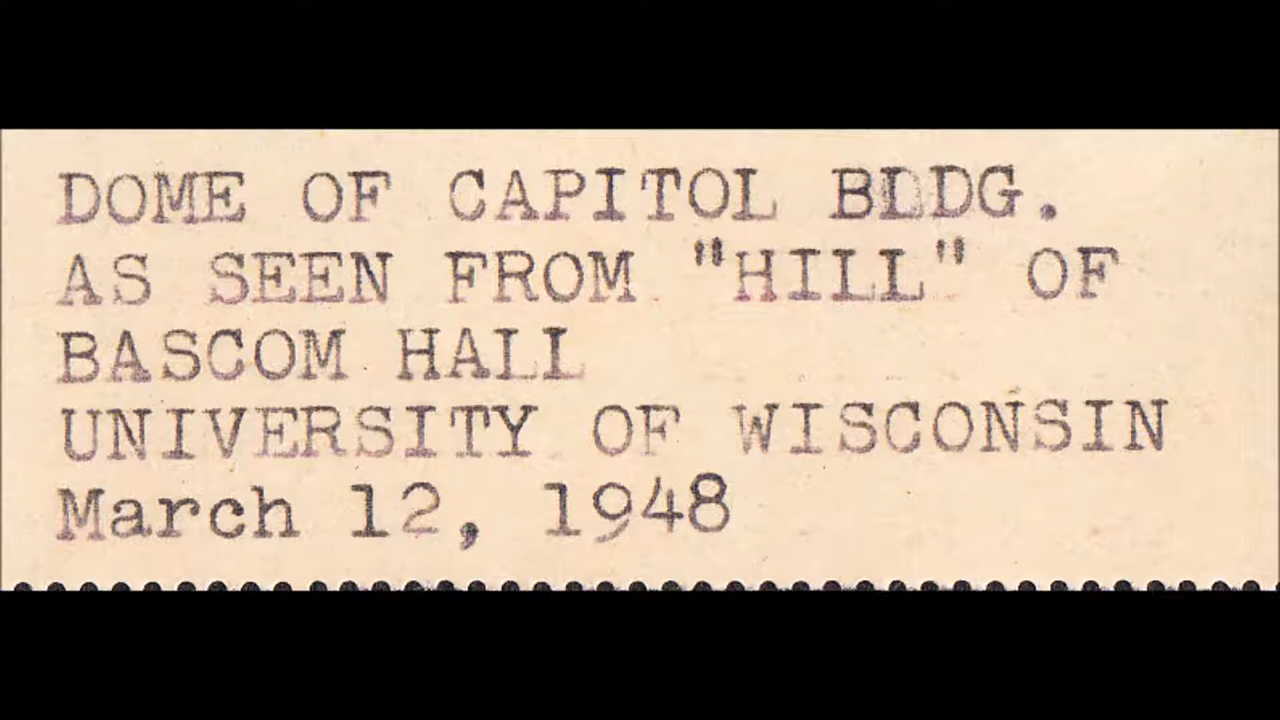 DOME OF CAPITOL BLDG.
AS SEEN FROM "HILL" OF
BASCOM HALL
UNIVERSITY OF WISCONSIN
March 12, 1948